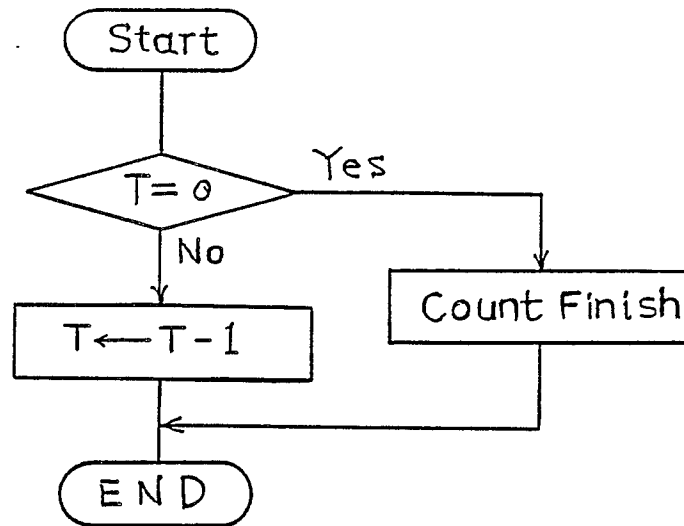 Start
T=0
Yes
No
T←T-1
Count Finish
END